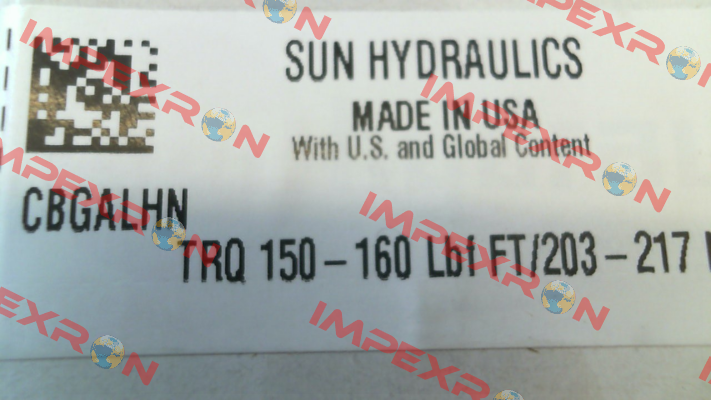 SUN HYDRAULICS
MADE IN USA
With U.S. and Global Content
CBGALHN
TRQ 150 – 160 Lbf FT/203 – 217
IMPEXRON
IMPEXRON
IMPEXRON
IMPEXRON
IMPEXRON
IMPEXRON
IMPEXRON